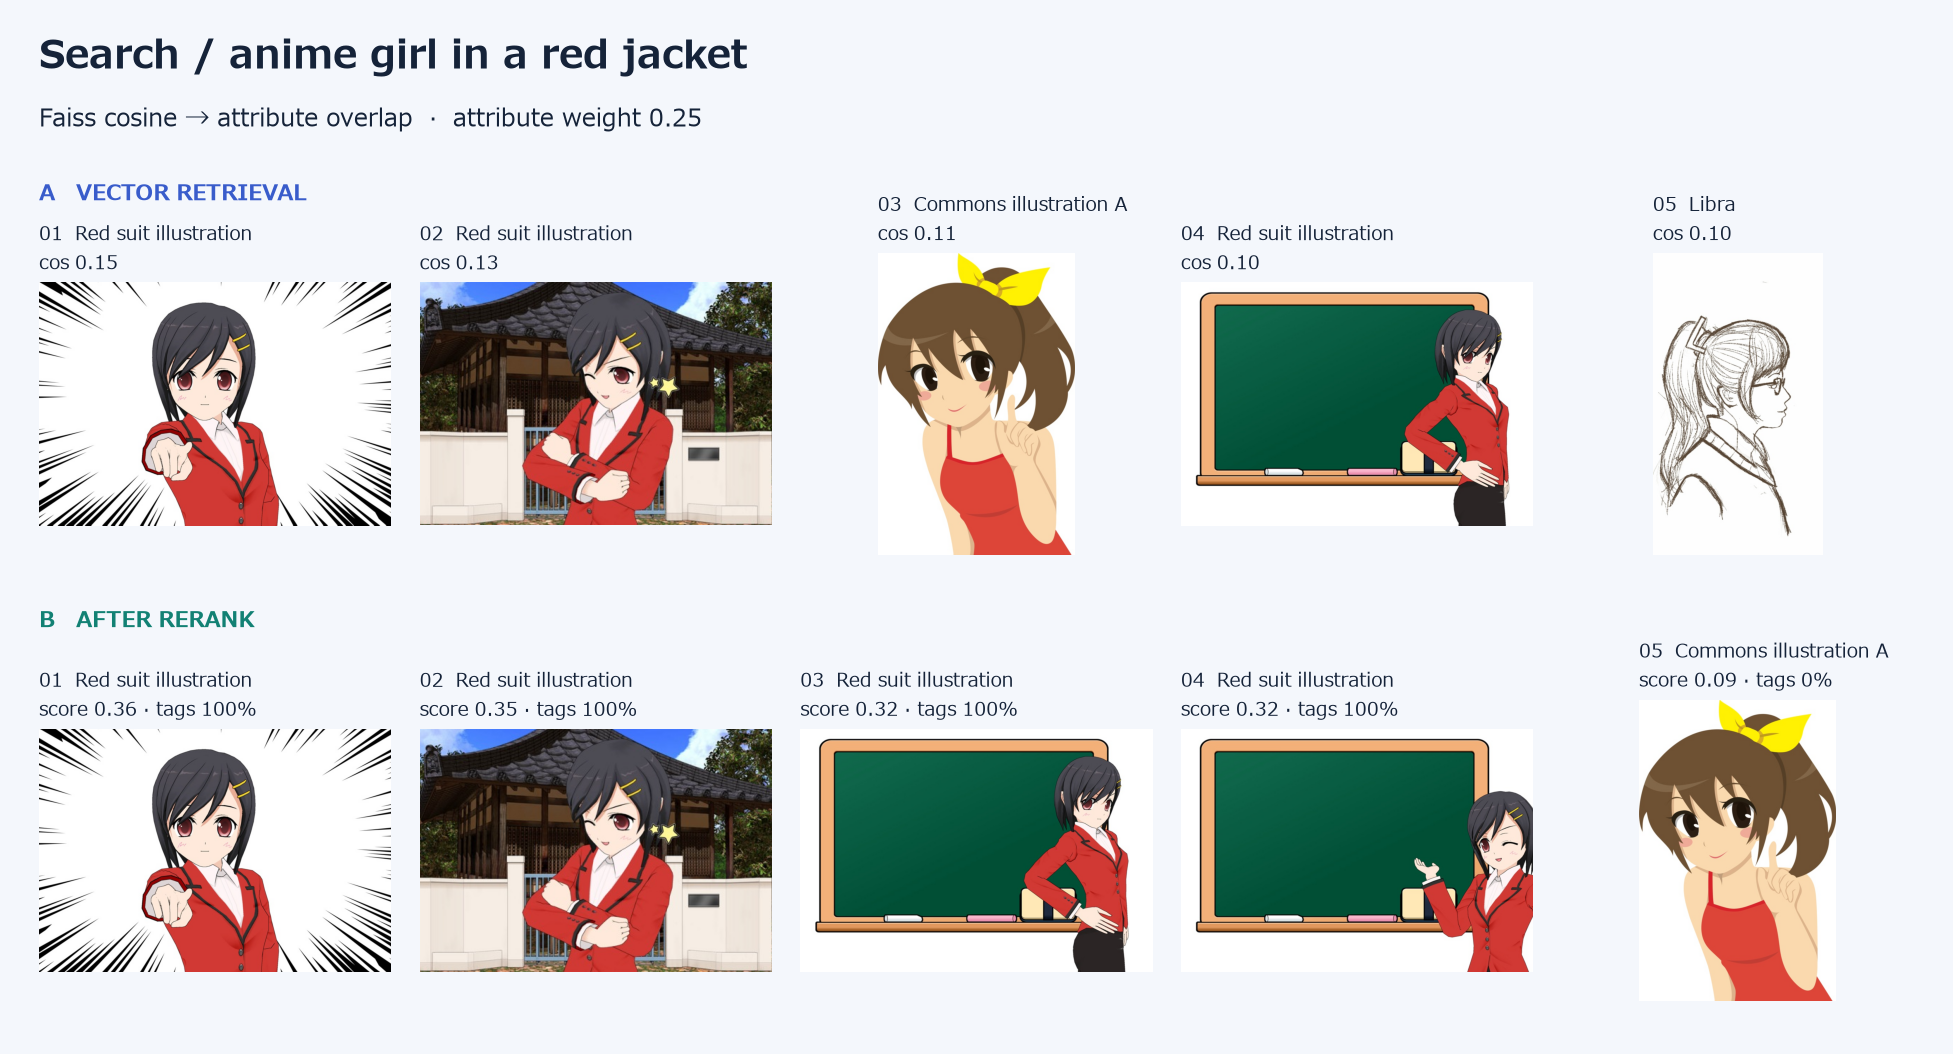 Search / anime girl in a red jacket
Faiss cosine → attribute overlap · attribute weight 0.25
A VECTOR RETRIEVAL
01 Red suit illustration
cos 0.15
02 Red suit illustration
cos 0.13
03 Commons illustration A
cos 0.11
04 Red suit illustration
cos 0.10
05 Libra
cos 0.10
B AFTER RERANK
01 Red suit illustration
score 0.36 · tags 100%
02 Red suit illustration
score 0.35 · tags 100%
03 Red suit illustration
score 0.32 · tags 100%
04 Red suit illustration
score 0.32 · tags 100%
05 Commons illustration A
score 0.09 · tags 0%